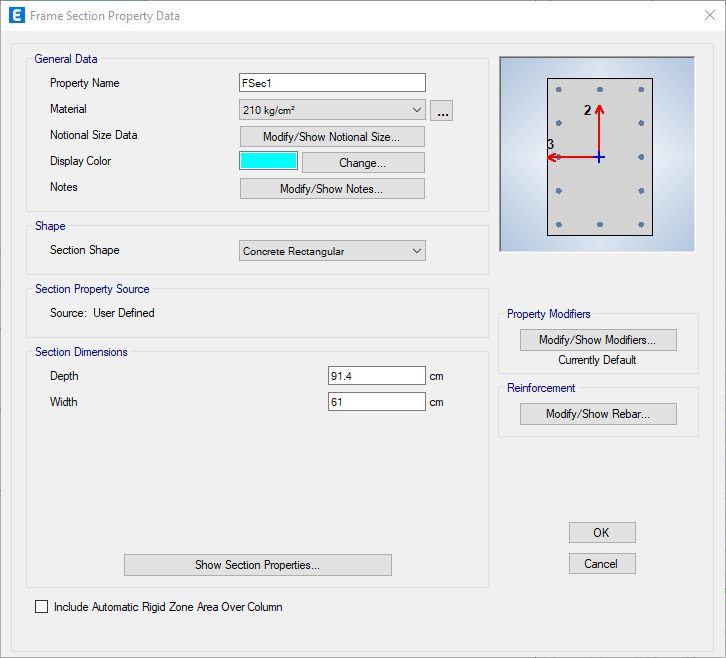 E Frame Section Property Data
General Data
Property Name FSec1
Material 210 kg/cm² ...
Notional Size Data Modify/Show Notional Size...
Display Color Change...
Notes Modify/Show Notes...
Shape
Section Shape Concrete Rectangular
Section Property Source
Source: User Defined
Section Dimensions
Depth 91.4 cm
Width 61 cm
Show Section Properties...
Include Automatic Rigid Zone Area Over Column
2
3
Property Modifiers
Modify/Show Modifiers...
Currently Default
Reinforcement
Modify/Show Rebar...
OK
Cancel